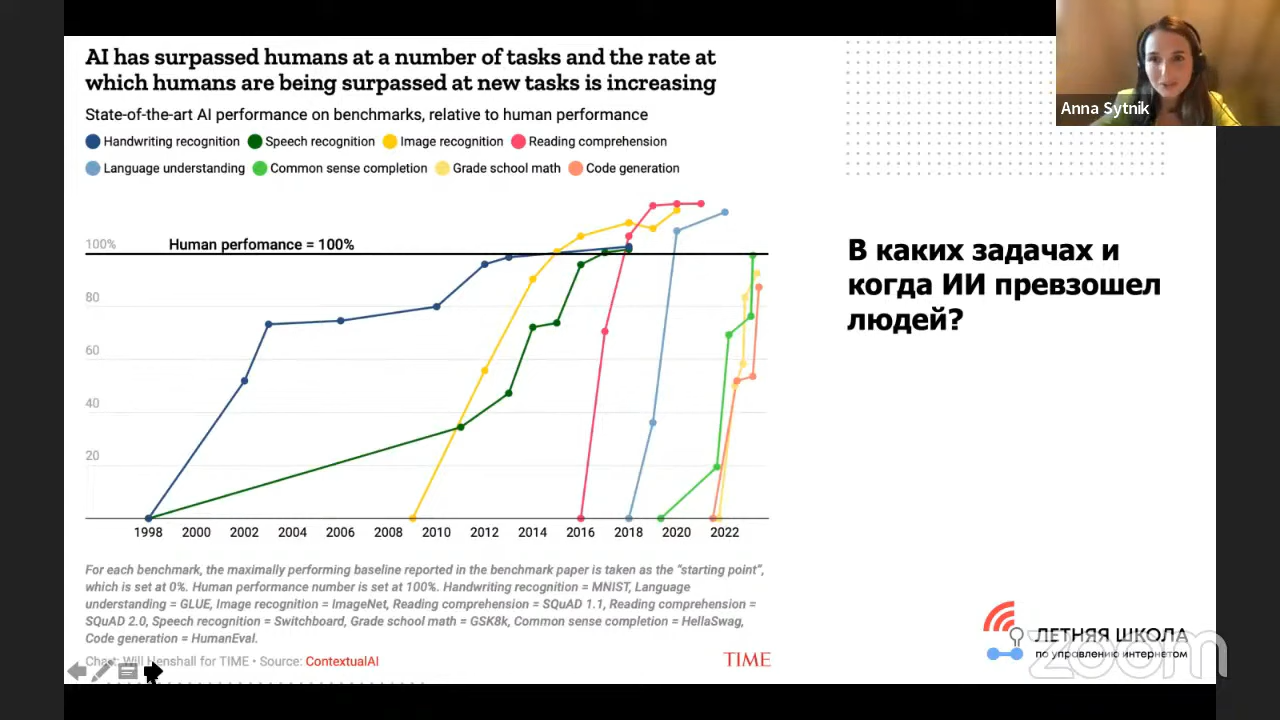 AI has surpassed humans at a number of tasks and the rate at
which humans are being surpassed at new tasks is increasing
State-of-the-art AI performance on benchmarks, relative to human performance
Handwriting recognition Speech recognition Image recognition Reading comprehension
Language understanding Common sense completion Grade school math Code generation
100% Human perfomance = 100%
80
60
40
20
1998 2000 2002 2004 2006 2008 2010 2012 2014 2016 2018 2020 2022
For each benchmark, the maximally performing baseline reported in the benchmark paper is taken as the "starting point",
which is set at 0%. Human performance number is set at 100%. Handwriting recognition = MNIST, Language
understanding = GLUE, Image recognition = ImageNet, Reading comprehension = SQuAD 1.1, Reading comprehension =
SQuAD 2.0, Speech recognition = Switchboard, Grade school math = GSK8k, Common sense completion = HellaSwag,
Code generation = HumanEval.
Chart: Will Henshall for TIME • Source: ContextualAI
TIME
Anna Sytnik
В каких задачах и
когда ИИ превзошел
людей?
ЛЕТНЯЯ ШКОЛА
по управлению интернетом
zoom